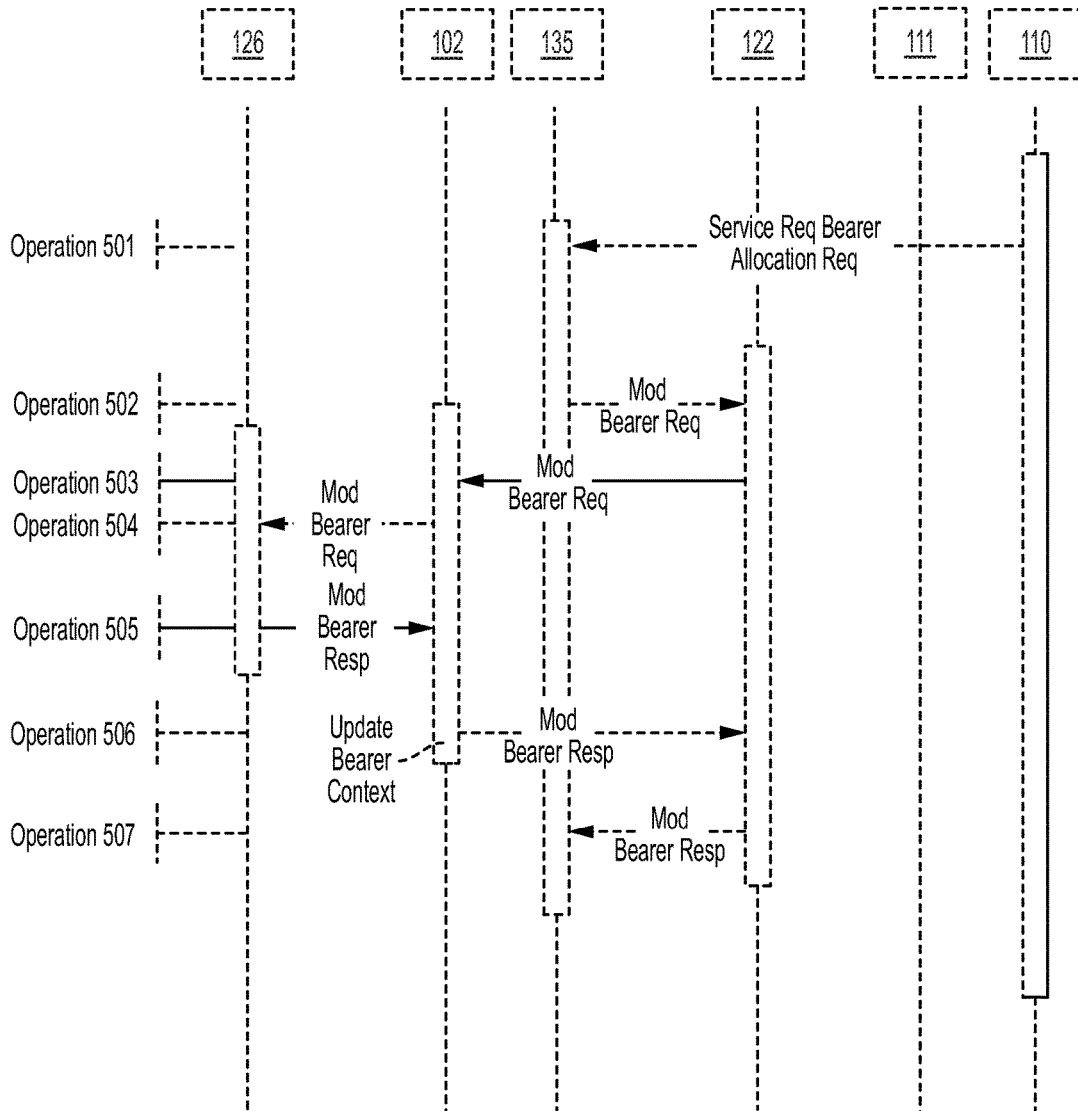 126
102
135
122
111
110
Operation 501
Service Req Bearer
Allocation Req
Operation 502
Mod
Bearer Req
Operation 503
Mod
Bearer Req
Operation 504
Mod
Bearer
Req
Operation 505
Mod
Bearer
Resp
Operation 506
Update
Bearer
Context
Mod
Bearer Resp
Operation 507
Mod
Bearer Resp